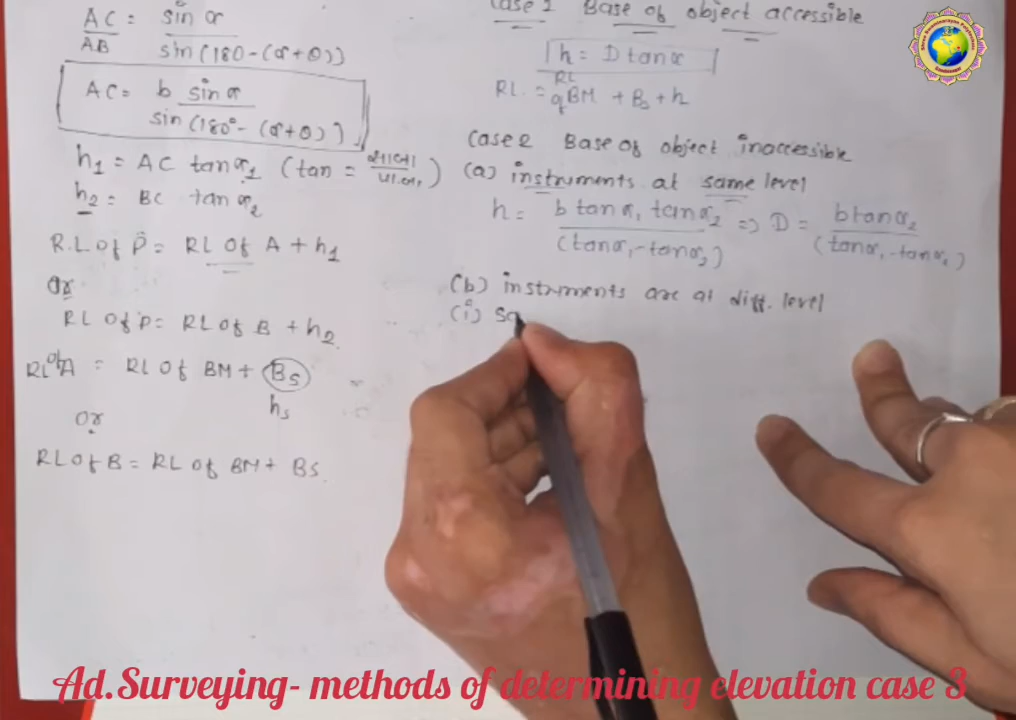 AC = sin α
AB sin(180-(α+θ))
AC = b sin α
sin(180°-(α+θ))
h₁ = AC tan α₁ (tan = सा.बा. )
h₂ = BC tan α₂
R.L of P = RL of A + h₁
Or
RL of P = RL of B + h₂
RL of A = RL of BM + Bs
hs
Or
RL of B = RL of BM + Bs.
case 1 Base of object accessible
h = D tan α
RL. = RL of BM + Bs + h
Case 2 Base of object inaccessible
(a) instruments at same level
h = b tan α₁ tan α₂ => D = b tan α₂
(tan α₁ - tan α₂) (tan α₁ - tan α₂)
(b) instruments are at diff. level
(i) Sa
Ad.Surveying- methods of determining elevation case 3